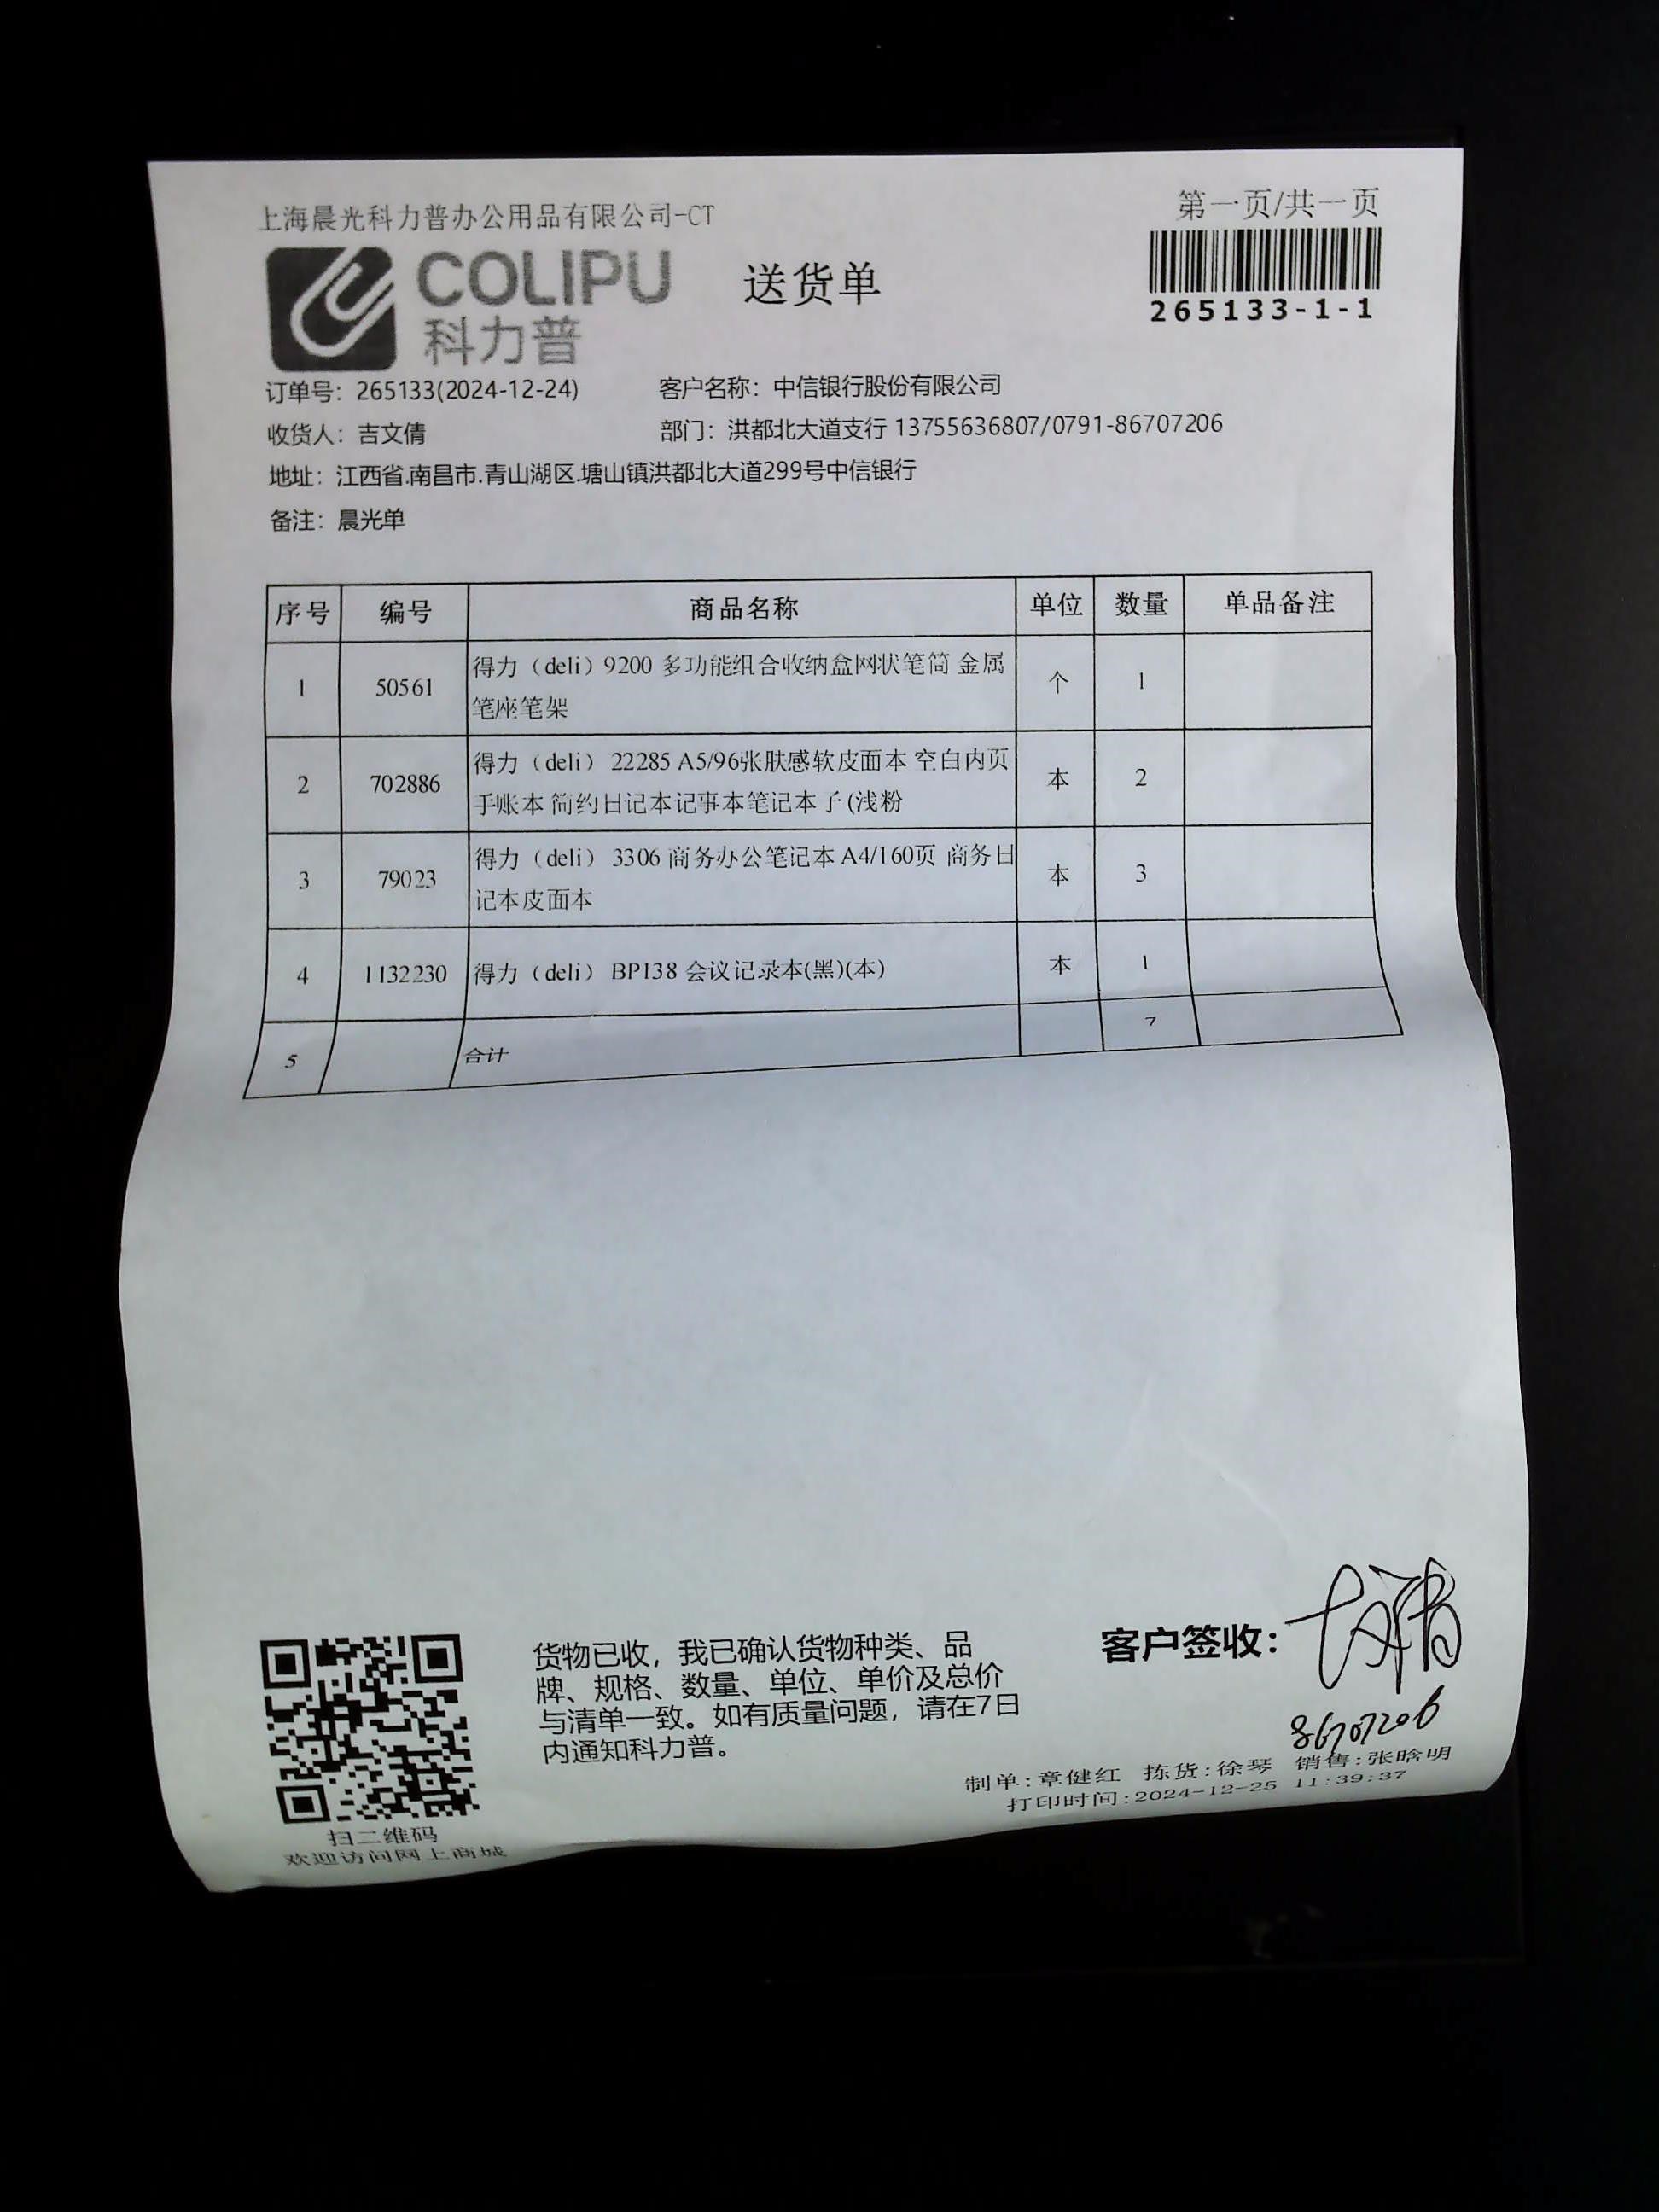 上海晨光科力普办公用品有限公司-CT
第一页/共一页
COLIPU
科力普
送货单
265133-1-1
订单号：265133(2024-12-24)
客户名称：中信银行股份有限公司
收货人：吉文倩
部门：洪都北大道支行 13755636807/0791-86707206
地址：江西省.南昌市.青山湖区.塘山镇洪都北大道299号中信银行
备注：晨光单
序号 编号 商品名称 单位 数量 单品备注
1 50561 得力（deli）9200 多功能组合收纳盒网状笔筒 金属
笔座笔架 个 1
2 702886 得力（deli） 22285 A5/96张肤感软皮面本 空白内页
手账本 简约日记本记事本笔记本子(浅粉 本 2
3 79023 得力（deli） 3306 商务办公笔记本 A4/160页 商务日
记本皮面本 本 3
4 1132230 得力（deli） BP138 会议记录本(黑)(本) 本 1
5 合计 7
货物已收，我已确认货物种类、品
牌、规格、数量、单位、单价及总价
与清单一致。如有质量问题，请在7日
内通知科力普。
客户签收：
86707206
制单:章健红 拣货:徐琴 销售:张晗明
打印时间:2024-12-25 11:39:37
扫二维码
欢迎访问网上商城